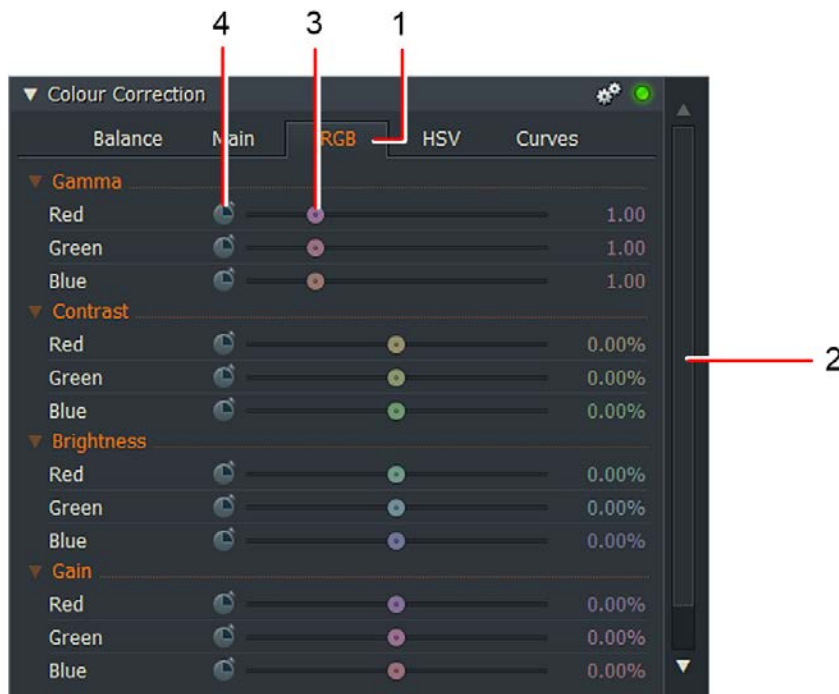 4 3 1
Colour Correction
Balance Main RGB HSV Curves
Gamma
Red 1.00
Green 1.00
Blue 1.00
Contrast
Red 0.00%
Green 0.00%
Blue 0.00%
2
Brightness
Red 0.00%
Green 0.00%
Blue 0.00%
Gain
Red 0.00%
Green 0.00%
Blue 0.00%